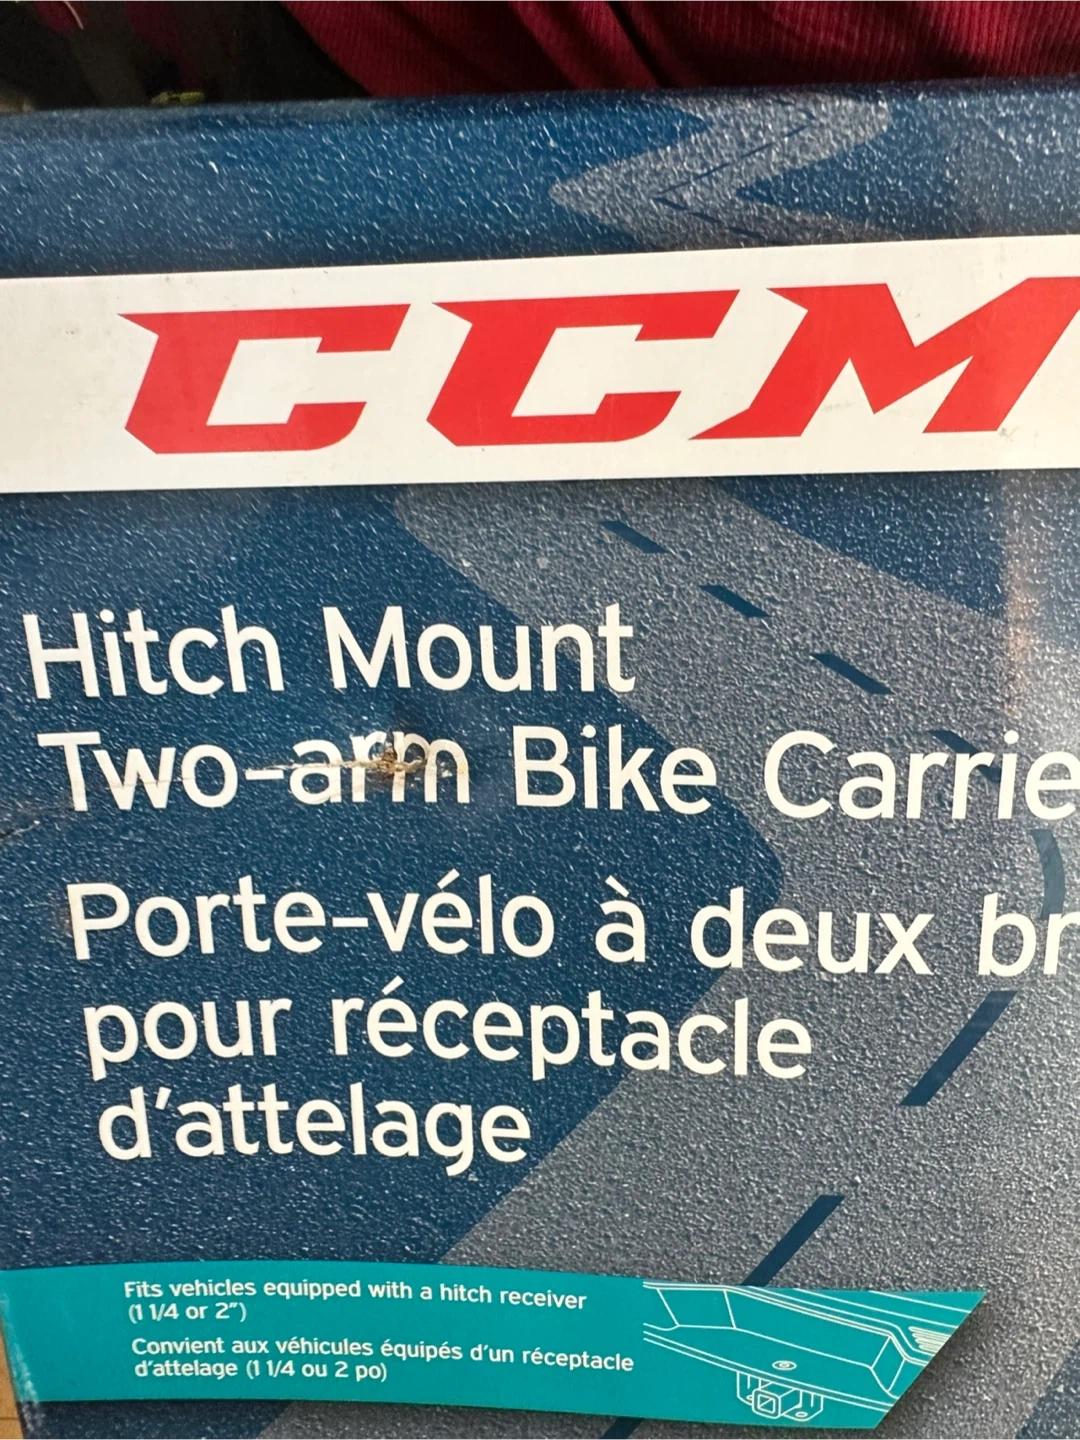 CCM
Hitch Mount
Two-arm Bike Carrie
Porte-vélo à deux br
pour réceptacle
d'attelage
Fits vehicles equipped with a hitch receiver
(1 1/4 or 2")
Convient aux véhicules équipés d'un réceptacle
d'attelage (1 1/4 ou 2 po)